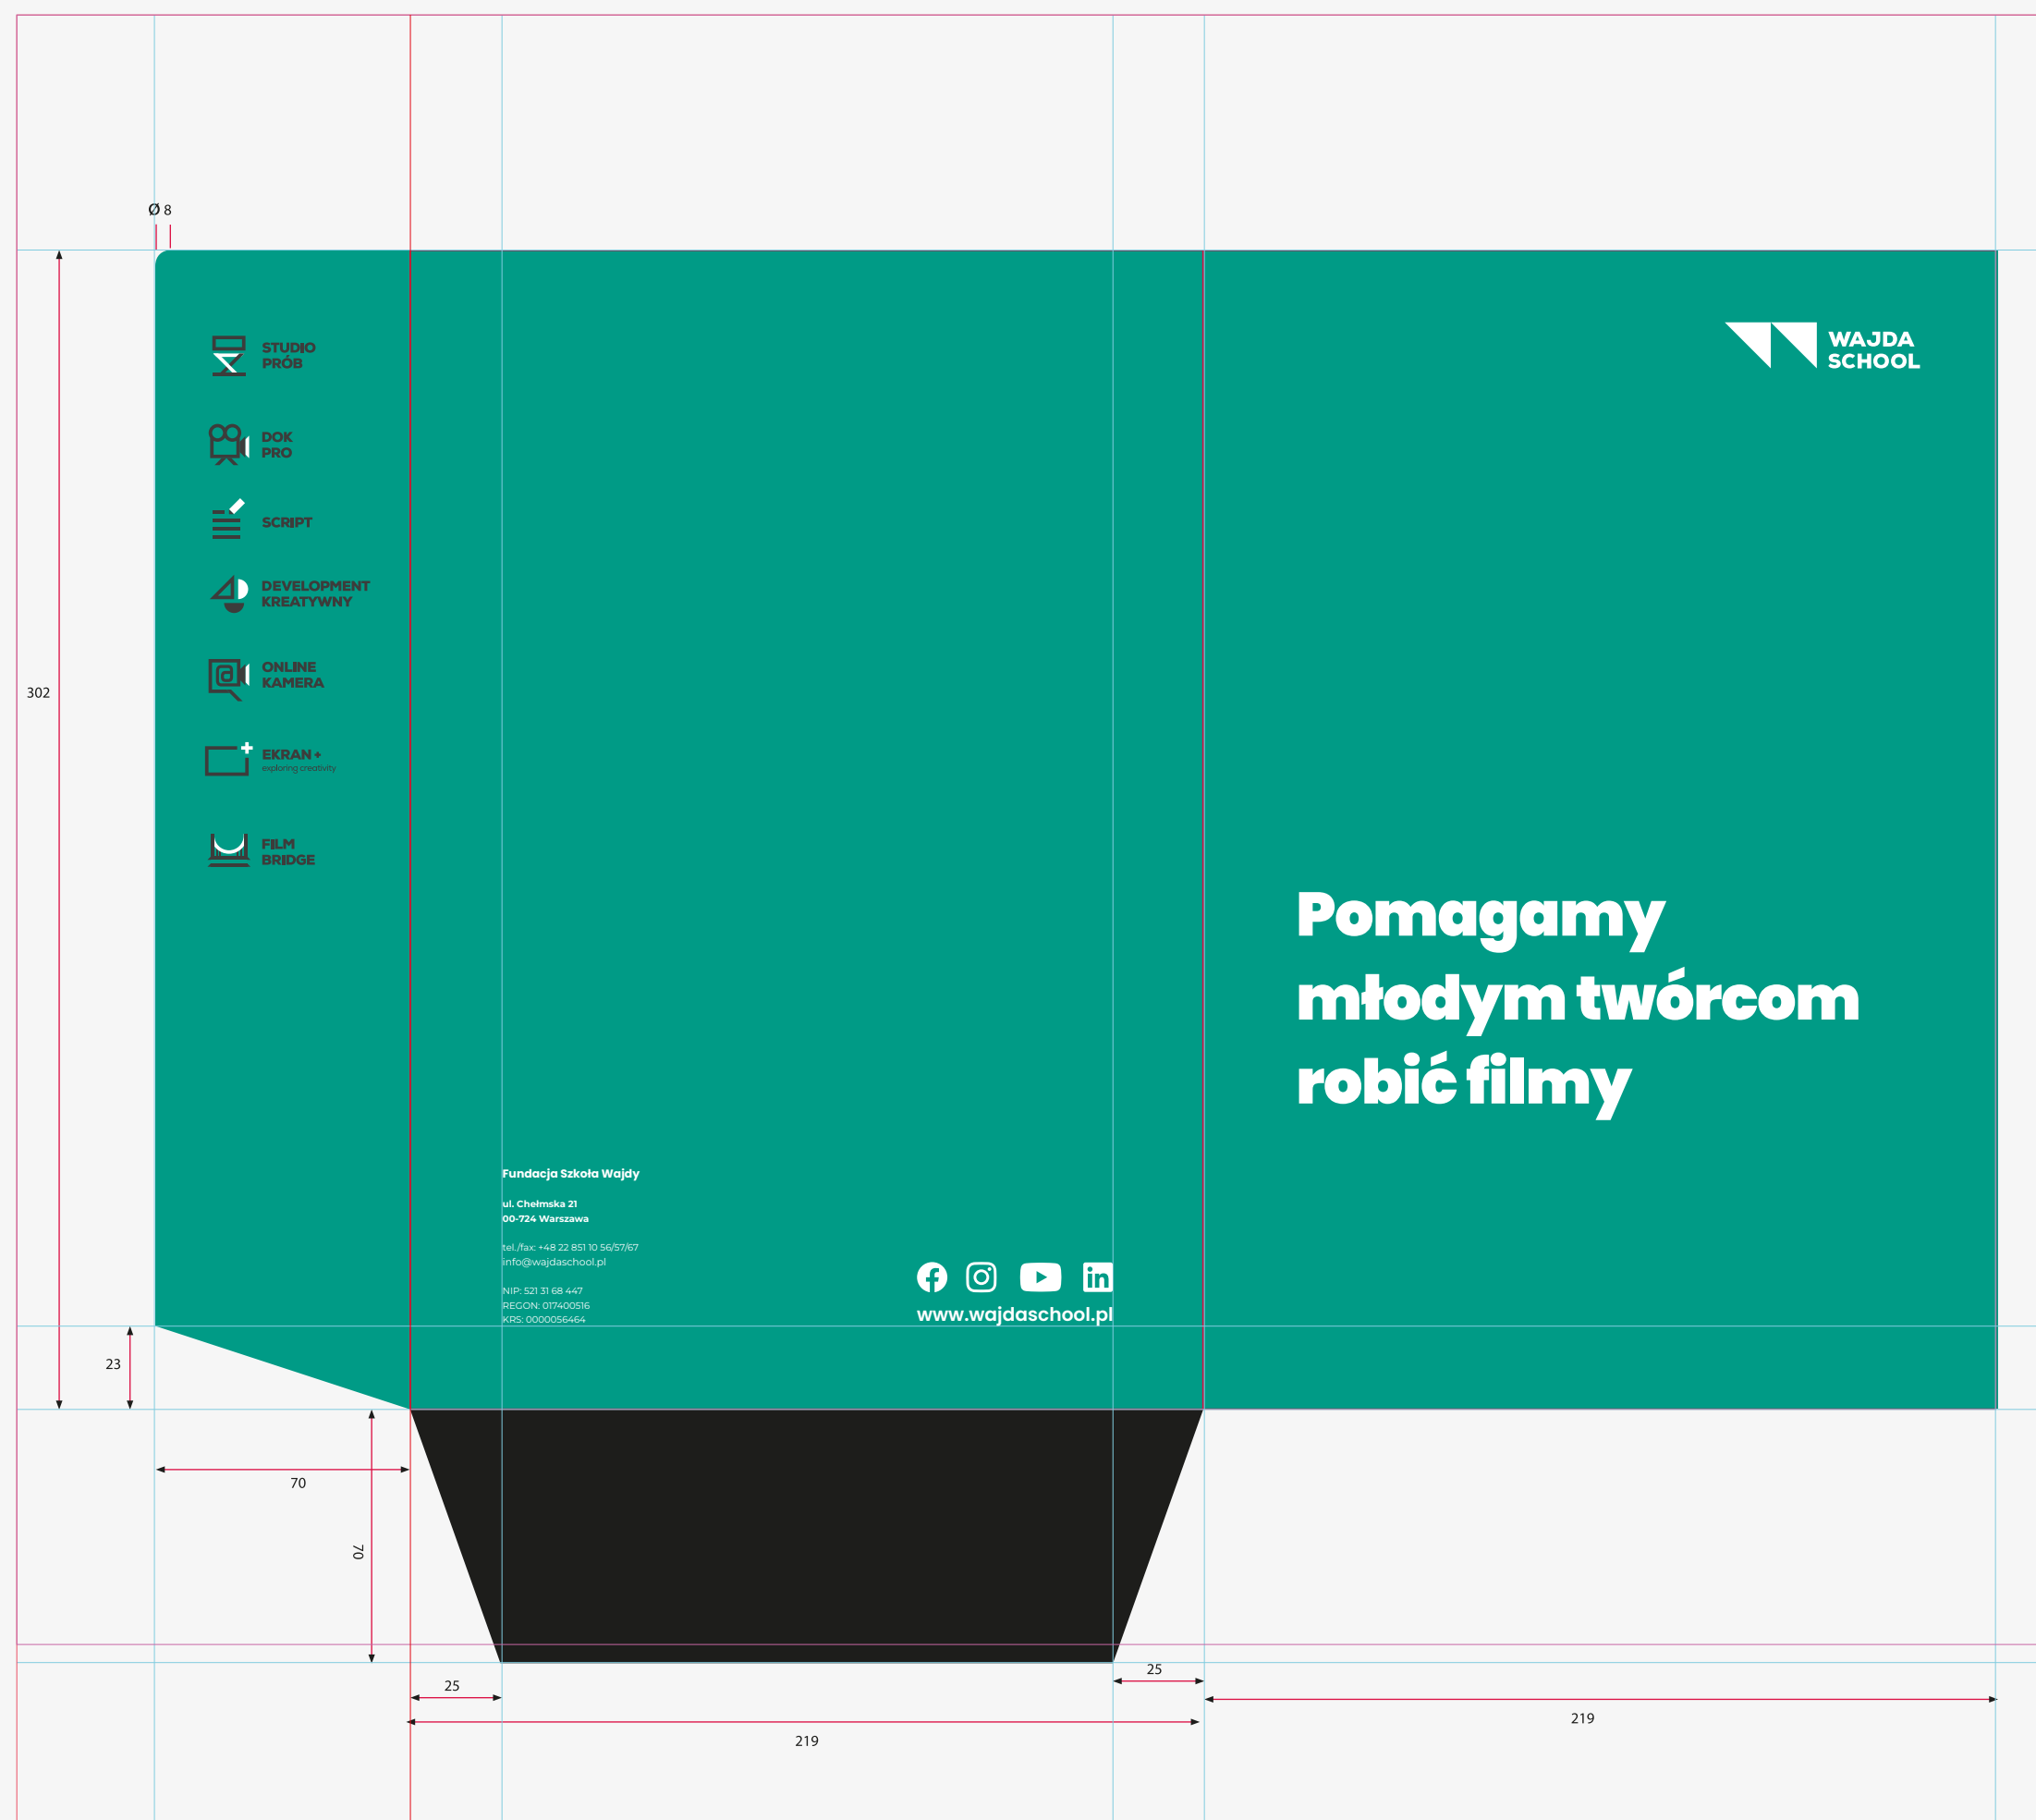 Ø 8
STUDIO
PRÓB
DOK
PRO
SCRIPT
DEVELOPMENT
KREATYWNY
ONLINE
KAMERA
EKRAN +
exploring creativity
FILM
BRIDGE
WAJDA
SCHOOL
Pomagamy
młodym twórcom
robić filmy
Fundacja Szkoła Wajdy
ul. Chełmska 21
00-724 Warszawa
tel./fax: +48 22 851 10 56/57/67
info@wajdaschool.pl
NIP: 521 31 68 447
REGON: 017400516
KRS: 0000056464
www.wajdaschool.pl
302
23
70
70
25
25
219
219